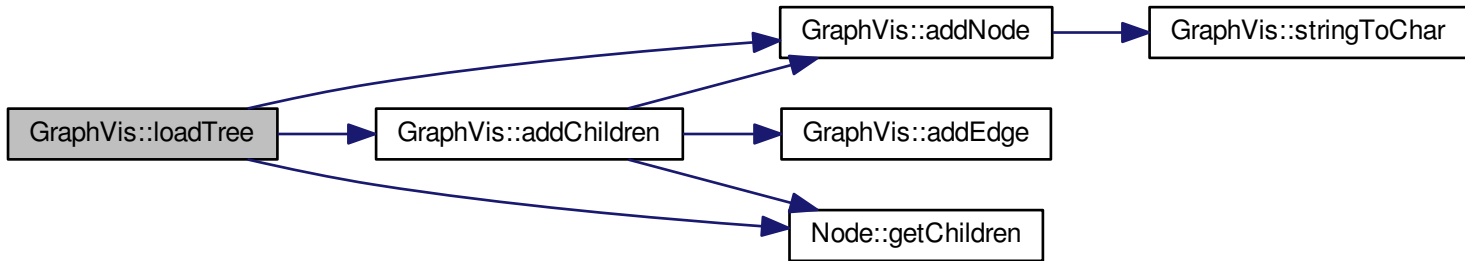 GraphVis::addNode
GraphVis::stringToChar
GraphVis::loadTree
GraphVis::addChildren
GraphVis::addEdge
Node::getChildren